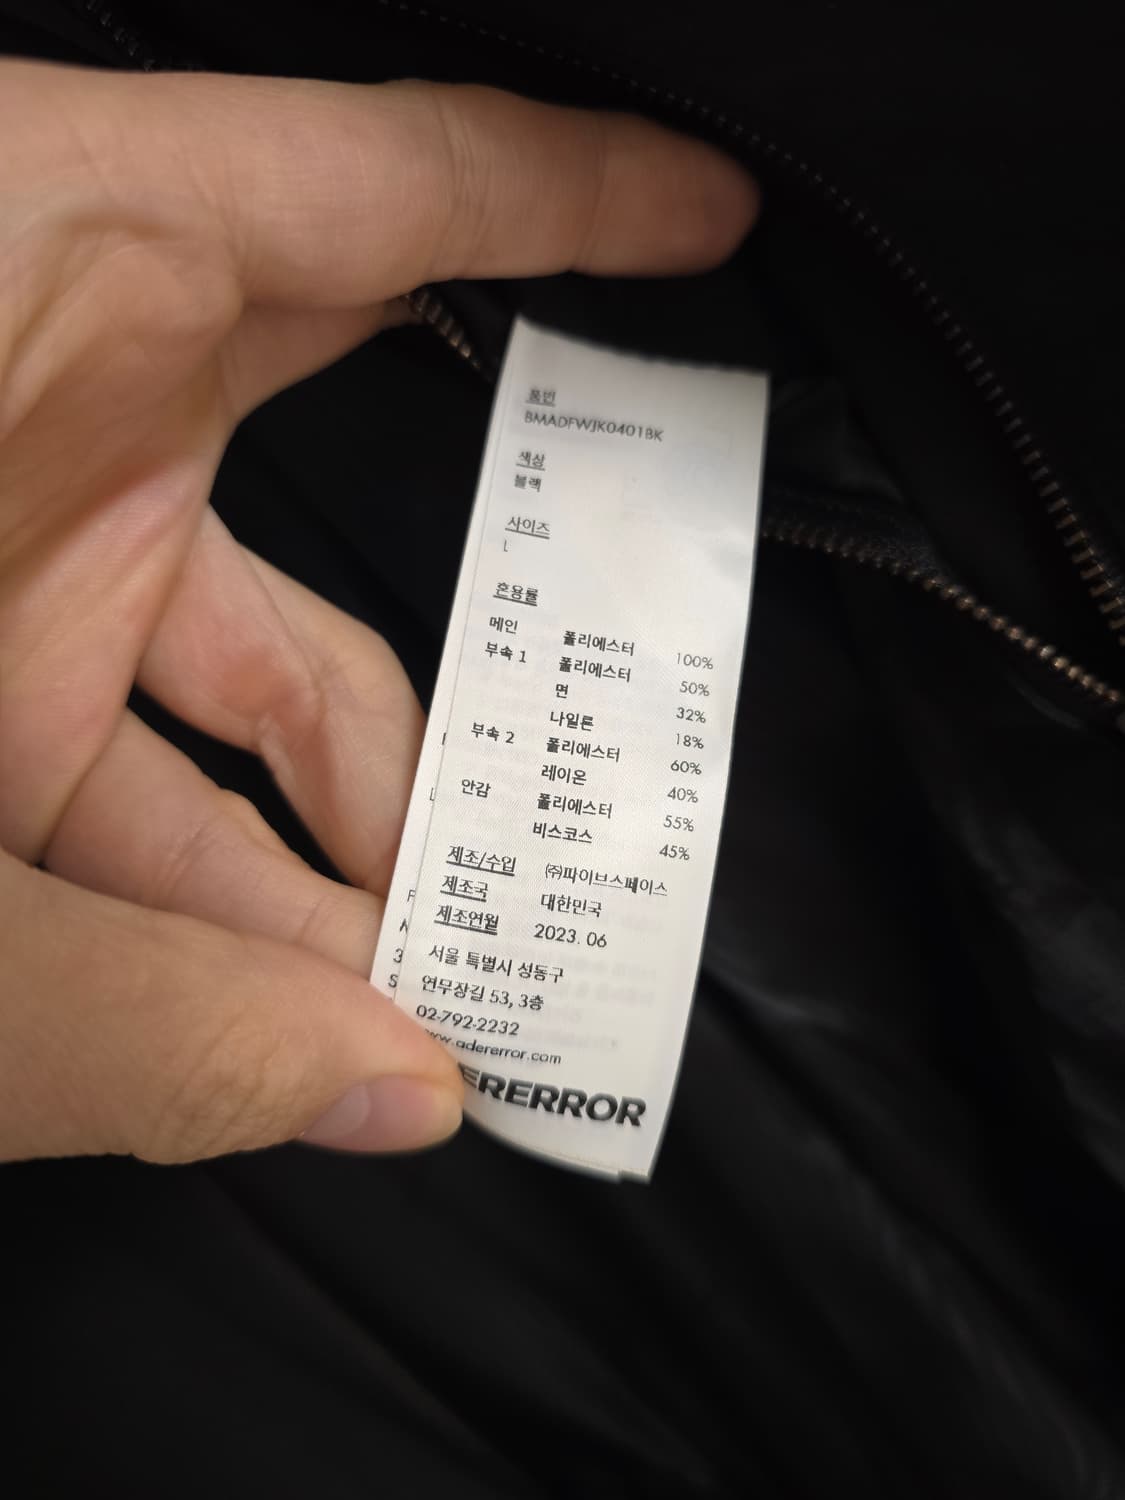 품번
BMADFWJK0401BK
색상
블랙
사이즈
L
혼용률
메인 폴리에스터 100%
부속 1 폴리에스터 50%
면 32%
나일론 18%
부속 2 폴리에스터 60%
레이온 40%
안감 폴리에스터 55%
비스코스 45%
제조/수입 ㈜파이브스페이스
제조국 대한민국
제조연월 2023. 06
서울 특별시 성동구
연무장길 53, 3층
02-792-2232
www.adererror.com
ERERROR